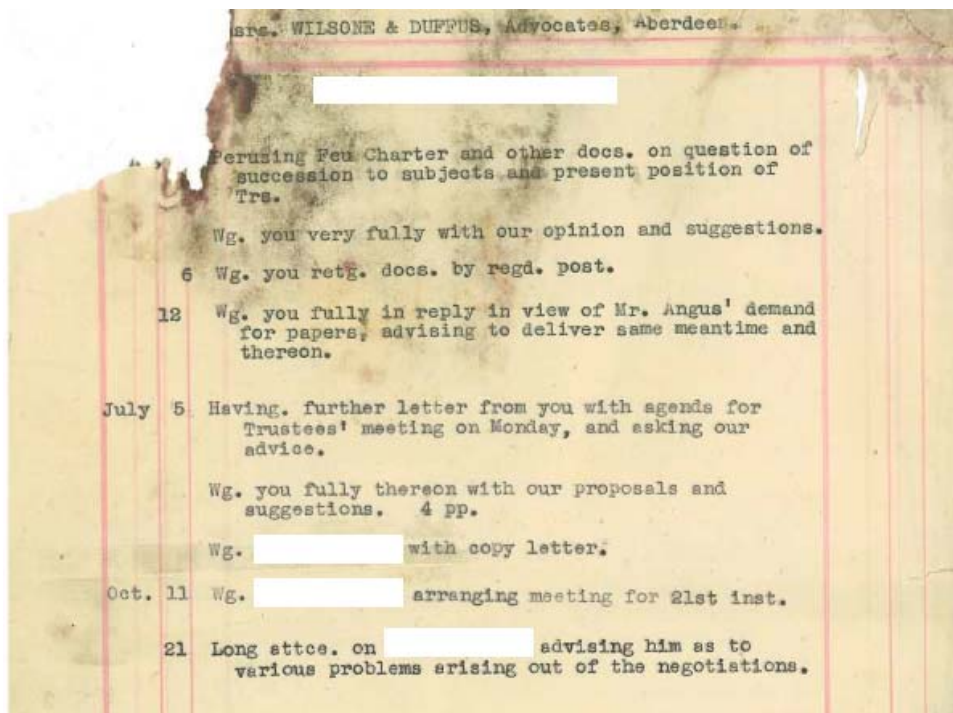 srs. WILSONE & DUFFUS, Advocates, Aberdeen.
Perusing Feu Charter and other docs. on question of
succession to subjects and present position of
Trs.
Wg. you very fully with our opinion and suggestions.
6 Wg. you retg. docs. by regd. post.
12 Wg. you fully in reply in view of Mr. Angus' demand
for papers, advising to deliver same meantime and
thereon.
July 5 Having. further letter from you with agenda for
Trustees' meeting on Monday, and asking our
advice.
Wg. you fully thereon with our proposals and
suggestions. 4 pp.
Wg. with copy letter.
Oct. 11 Wg. arranging meeting for 21st inst.
21 Long attce. on advising him as to
various problems arising out of the negotiations.